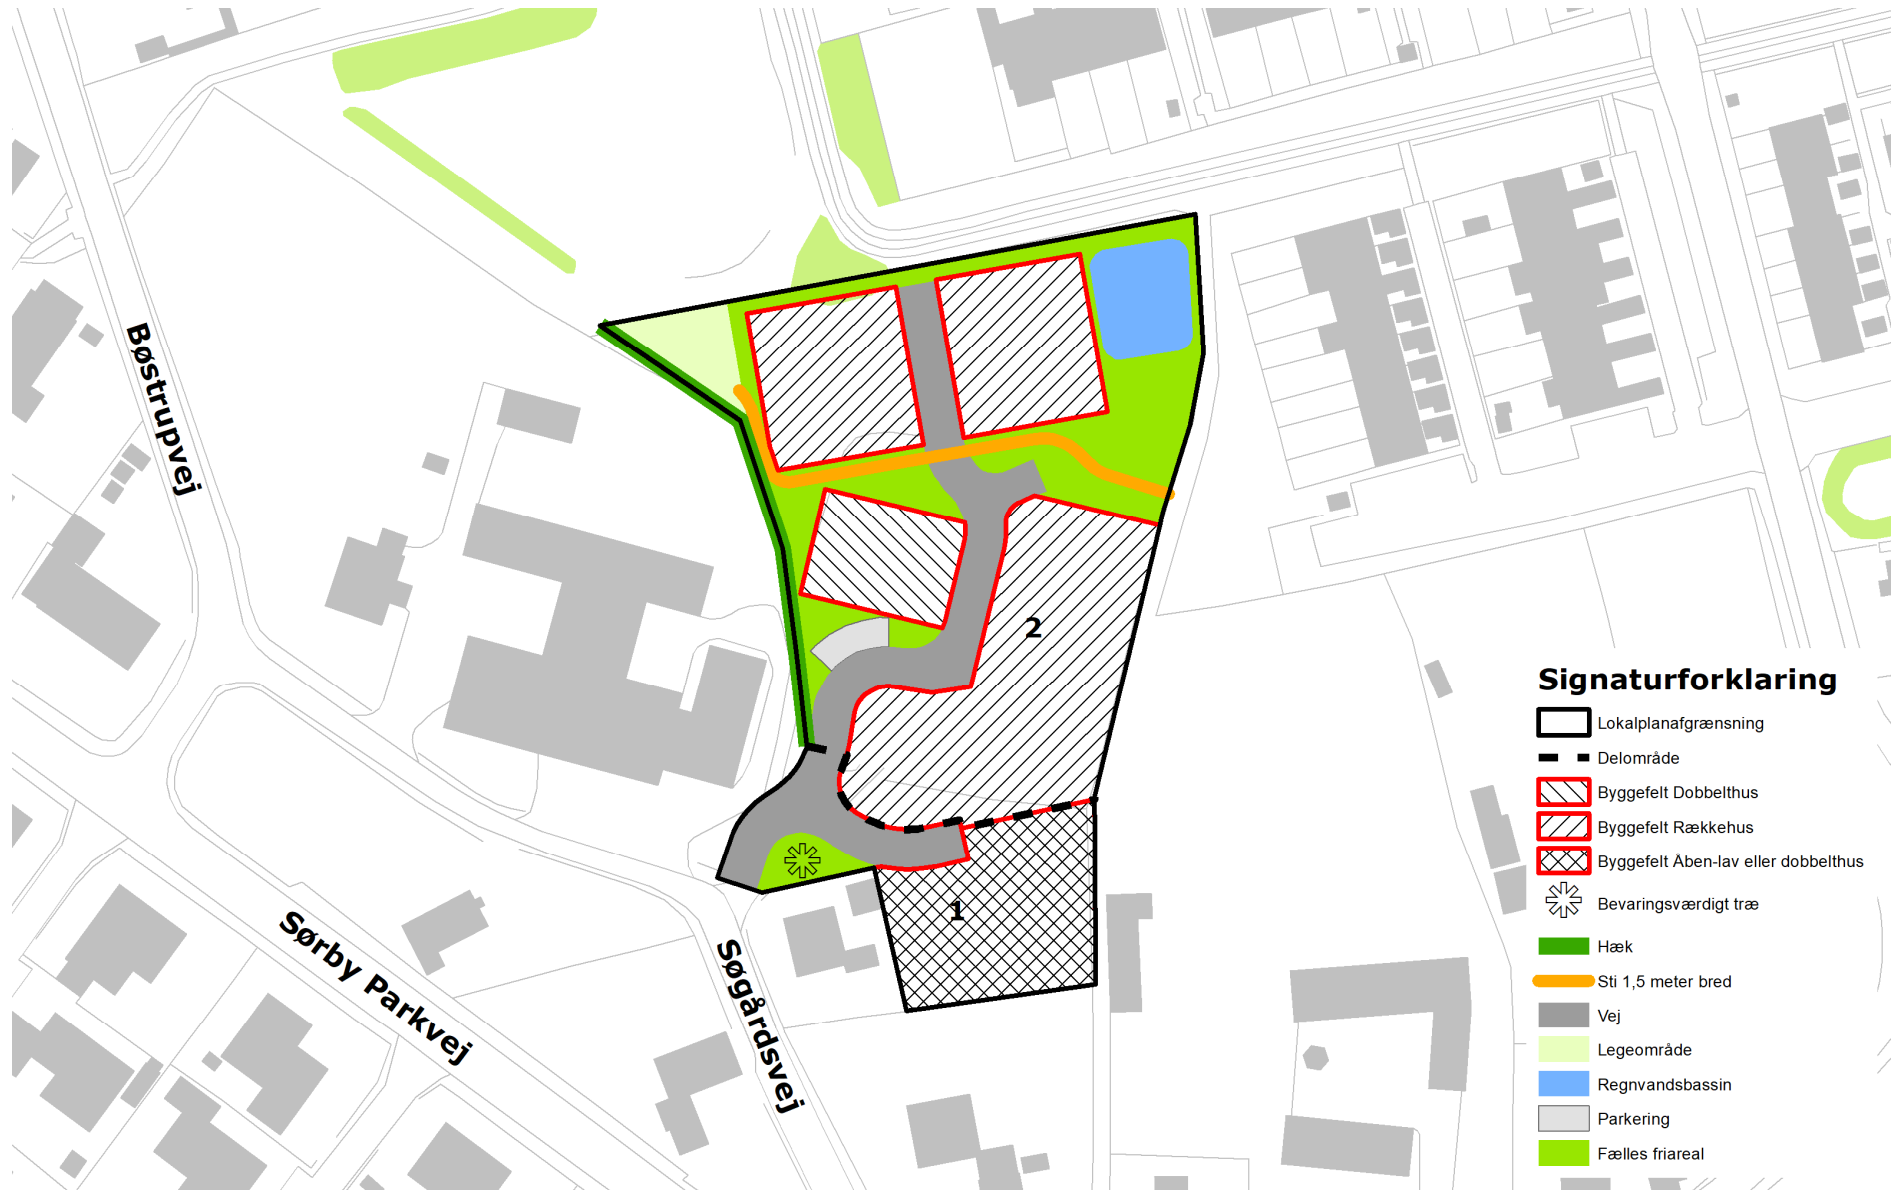 Bøstrupvej
2
1
Sørby Parkvej
Søgårdsvej
Signaturforklaring
Lokalplanafgrænsning
Delområde
Byggefelt Dobbelthus
Byggefelt Rækkehus
Byggefelt Åben-lav eller dobbelthus
Bevaringsværdigt træ
Hæk
Sti 1,5 meter bred
Vej
Legeområde
Regnvandsbassin
Parkering
Fælles friareal